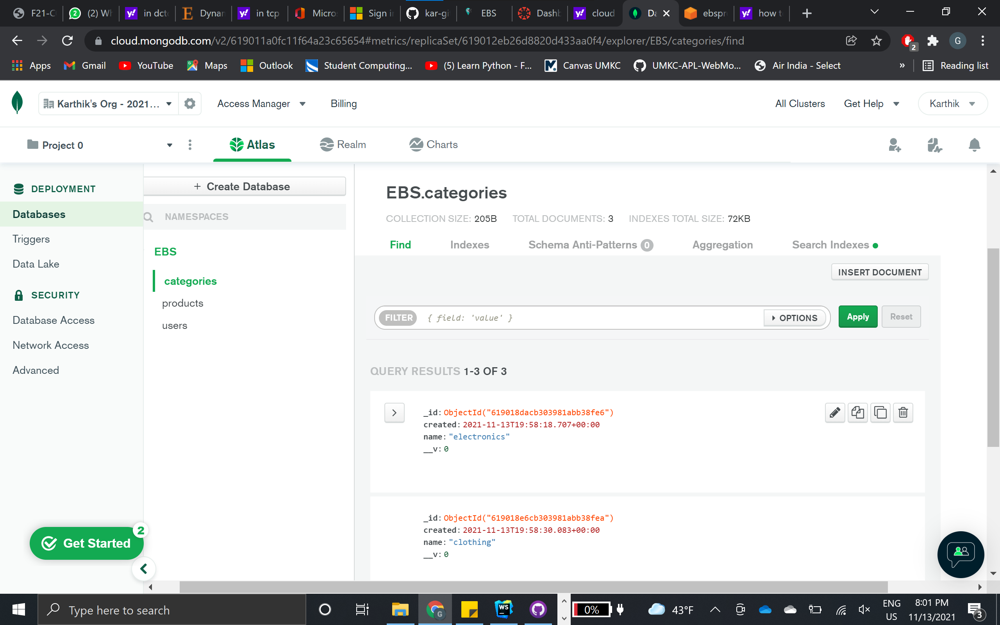 F21-C
2 (2) Wh
in dcto
Dynan
in tcp
Micros
Sign in
kar-gi
EBS
Dashb
cloud
Da
ebspr
how to
cloud.mongodb.com/v2/619011a0fc11f64a23c65654#metrics/replicaSet/619012eb26d8820d433aa0f4/explorer/EBS/categories/find
2
G
Apps Gmail YouTube Maps Outlook Student Computing... (5) Learn Python - F... Canvas UMKC UMKC-APL-WebMo... Air India - Select » Reading list
Karthik's Org - 2021... Access Manager Billing All Clusters Get Help Karthik
Project 0 Atlas Realm Charts
DEPLOYMENT
Databases
Triggers
Data Lake
SECURITY
Database Access
Network Access
Advanced
2
Get Started
+ Create Database
NAMESPACES
EBS
categories
products
users
EBS.categories
COLLECTION SIZE: 205B TOTAL DOCUMENTS: 3 INDEXES TOTAL SIZE: 72KB
Find Indexes Schema Anti-Patterns 0 Aggregation Search Indexes
INSERT DOCUMENT
FILTER { field: 'value' } OPTIONS Apply Reset
QUERY RESULTS 1-3 OF 3
_id: ObjectId("619018dacb303981abb38fe6")
created: 2021-11-13T19:58:18.707+00:00
name: "electronics"
__v: 0
_id: ObjectId("619018e6cb303981abb38fea")
created: 2021-11-13T19:58:30.083+00:00
name: "clothing"
__v: 0
Type here to search
G
WS
0%
43°F
ENG
US
8:01 PM
11/13/2021
3